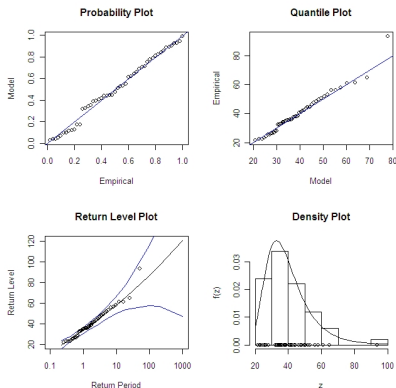 Probability Plot
Model
0.0 0.2 0.4 0.6 0.8 1.0
0.0 0.2 0.4 0.6 0.8 1.0
Empirical
Quantile Plot
Empirical
20 40 60 80
20 30 40 50 60 70 80
Model
Return Level Plot
Return Level
20 40 60 80 100 120
0.1 1 10 100 1000
Return Period
Density Plot
f(z)
0.00 0.01 0.02 0.03
20 40 60 80 100
z